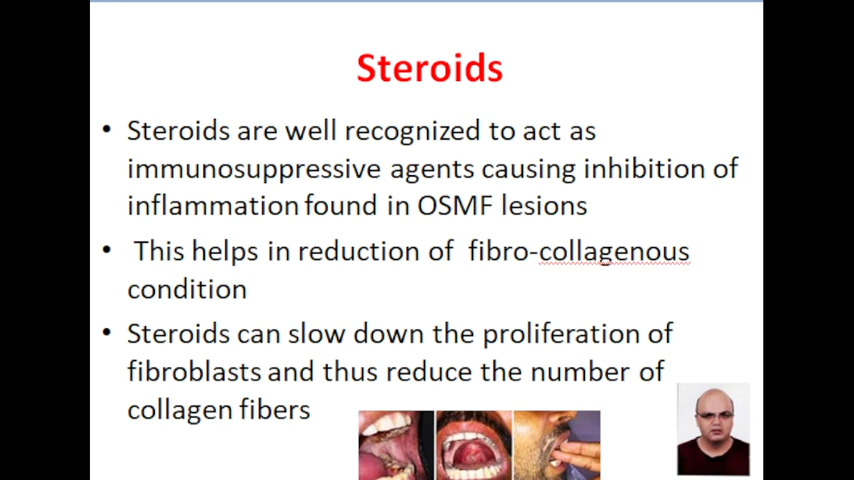 Steroids
• Steroids are well recognized to act as
immunosuppressive agents causing inhibition of
inflammation found in OSMF lesions
• This helps in reduction of fibro-collagenous
condition
• Steroids can slow down the proliferation of
fibroblasts and thus reduce the number of
collagen fibers